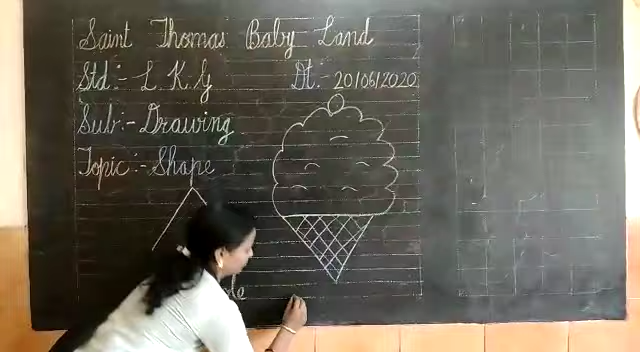 Saint Thomas Baby Land
Std:- L.K.G Dt:- 20/06/2020
Sub:- Drawing
Topic:- Shape